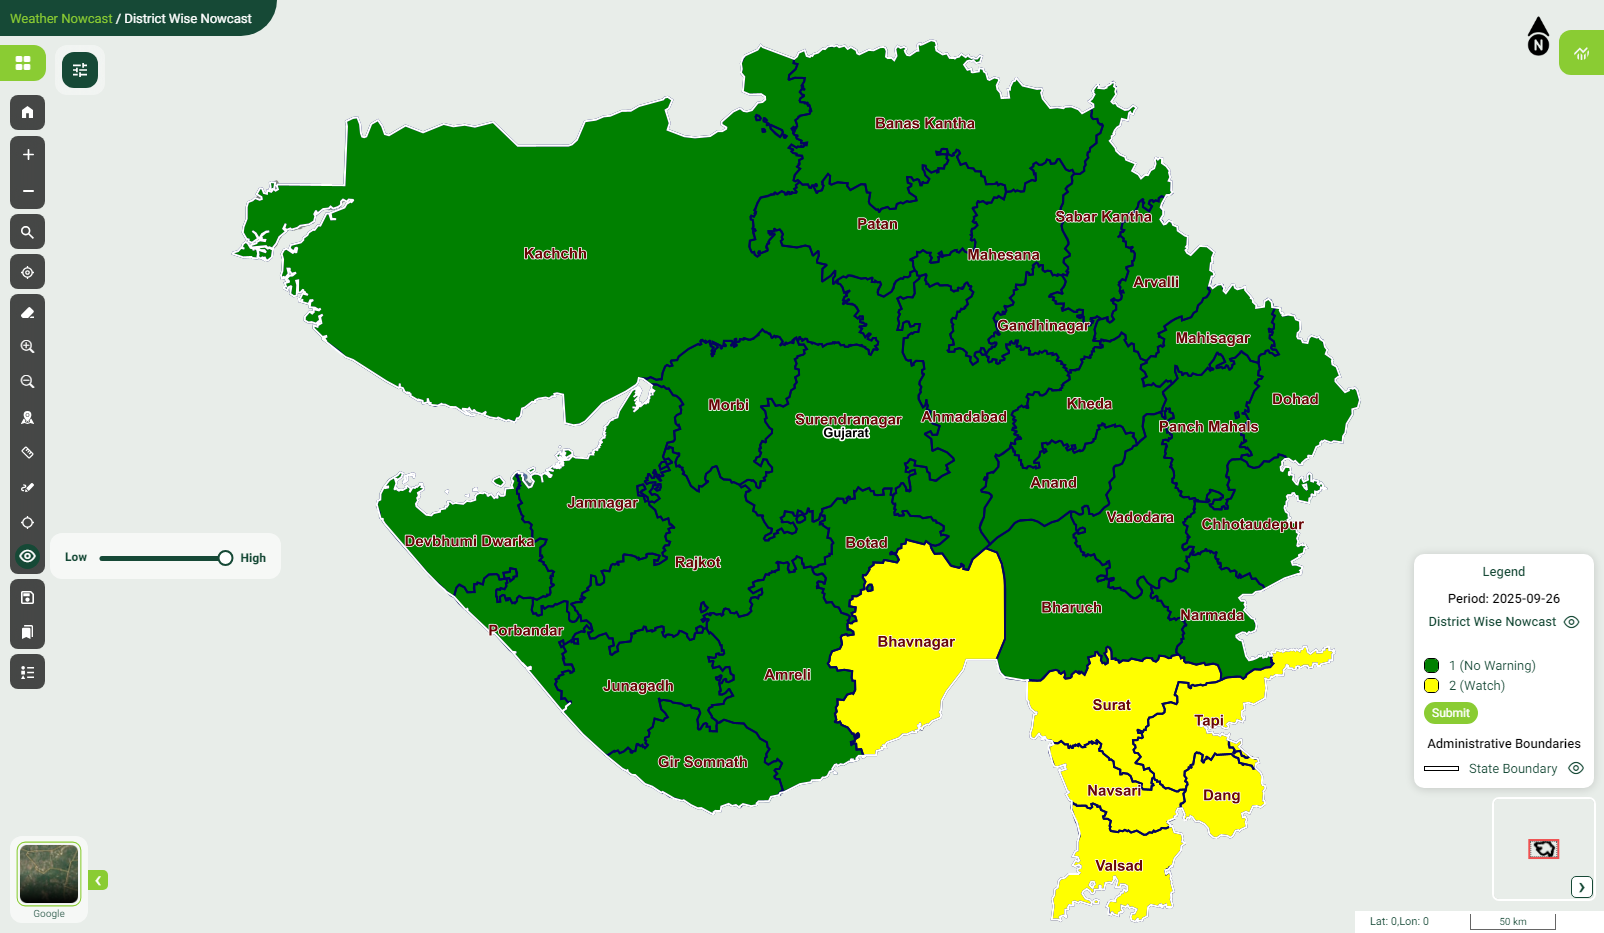 Weather Nowcast / District Wise Nowcast
N
Banas Kantha
Patan
Sabar Kantha
Kachchh
Mahesana
Arvalli
Gandhinagar
Mahisagar
Morbi
Surendranagar
Gujarat
Ahmadabad
Kheda
Dohad
Panch Mahals
Jamnagar
Anand
Vadodara
Chhotaudepur
Devbhumi Dwarka
Botad
Rajkot
Low
High
Bharuch
Narmada
Porbandar
Bhavnagar
Amreli
Junagadh
Surat
Tapi
Gir Somnath
Navsari
Dang
Valsad
Legend
Period: 2025-09-26
District Wise Nowcast
1 (No Warning)
2 (Watch)
Submit
Administrative Boundaries
State Boundary
Google
Lat: 0,Lon: 0
50 km